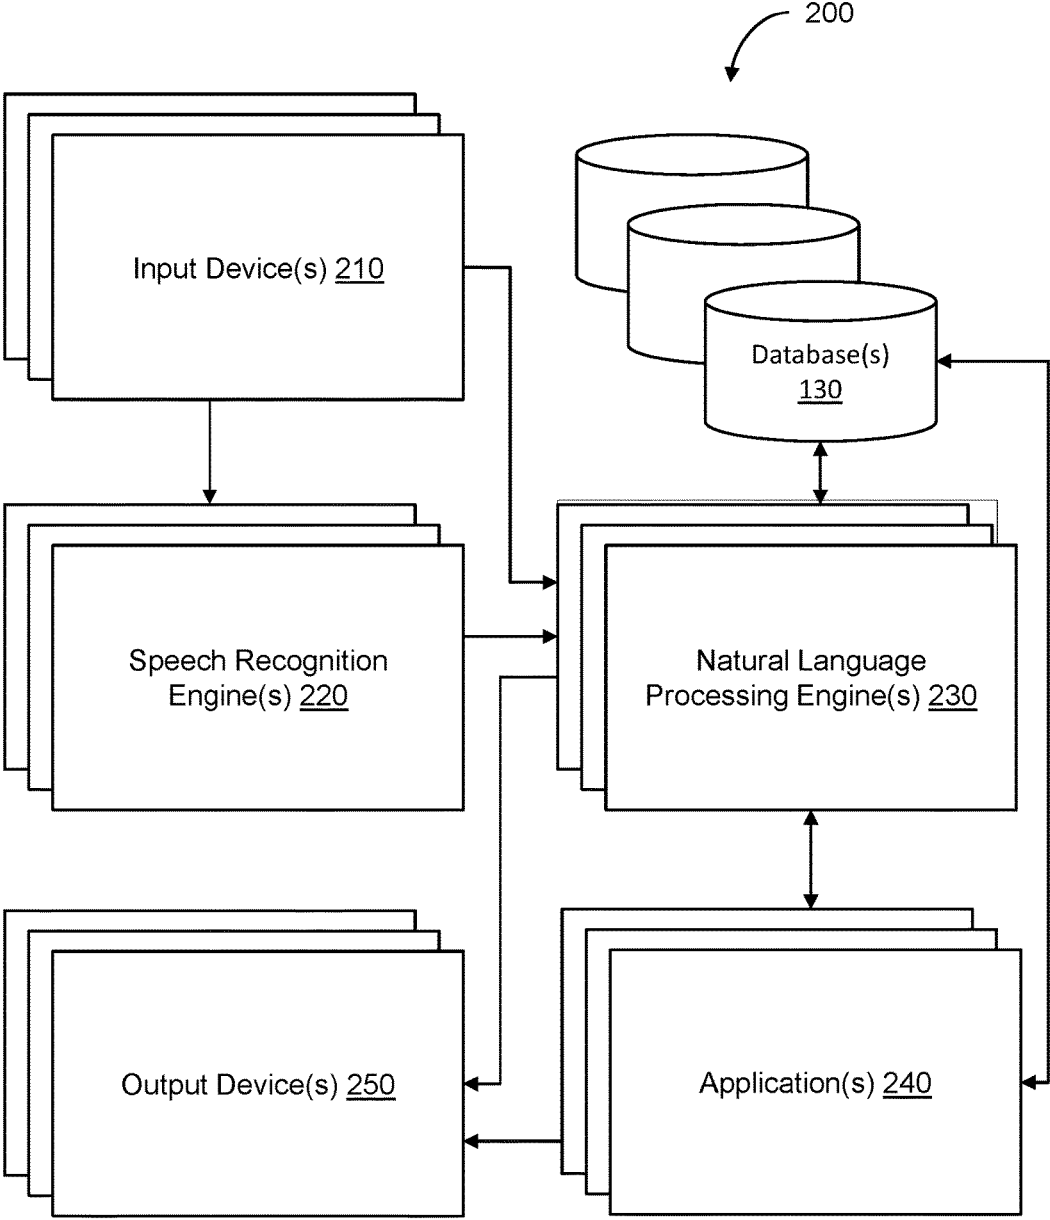 200
Input Device(s) 210
Database(s)
130
Speech Recognition
Engine(s) 220
Natural Language
Processing Engine(s) 230
Output Device(s) 250
Application(s) 240